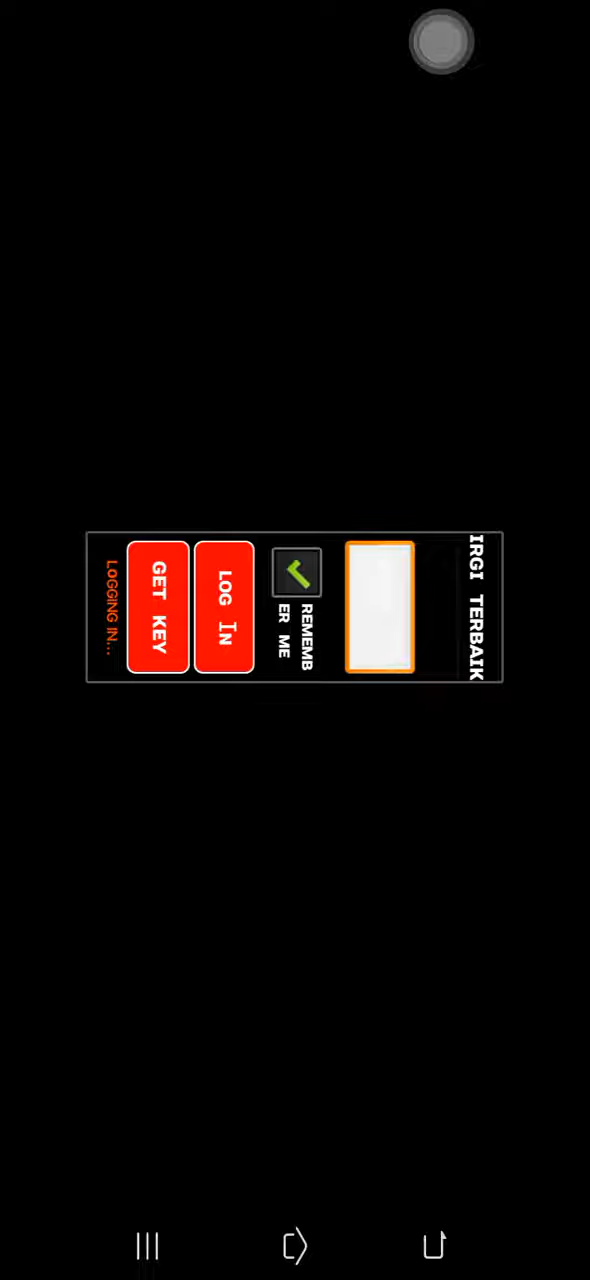 IRGI TERBAIK
REMEMB
ER ME
LOG IN
GET KEY
LOGGING IN...